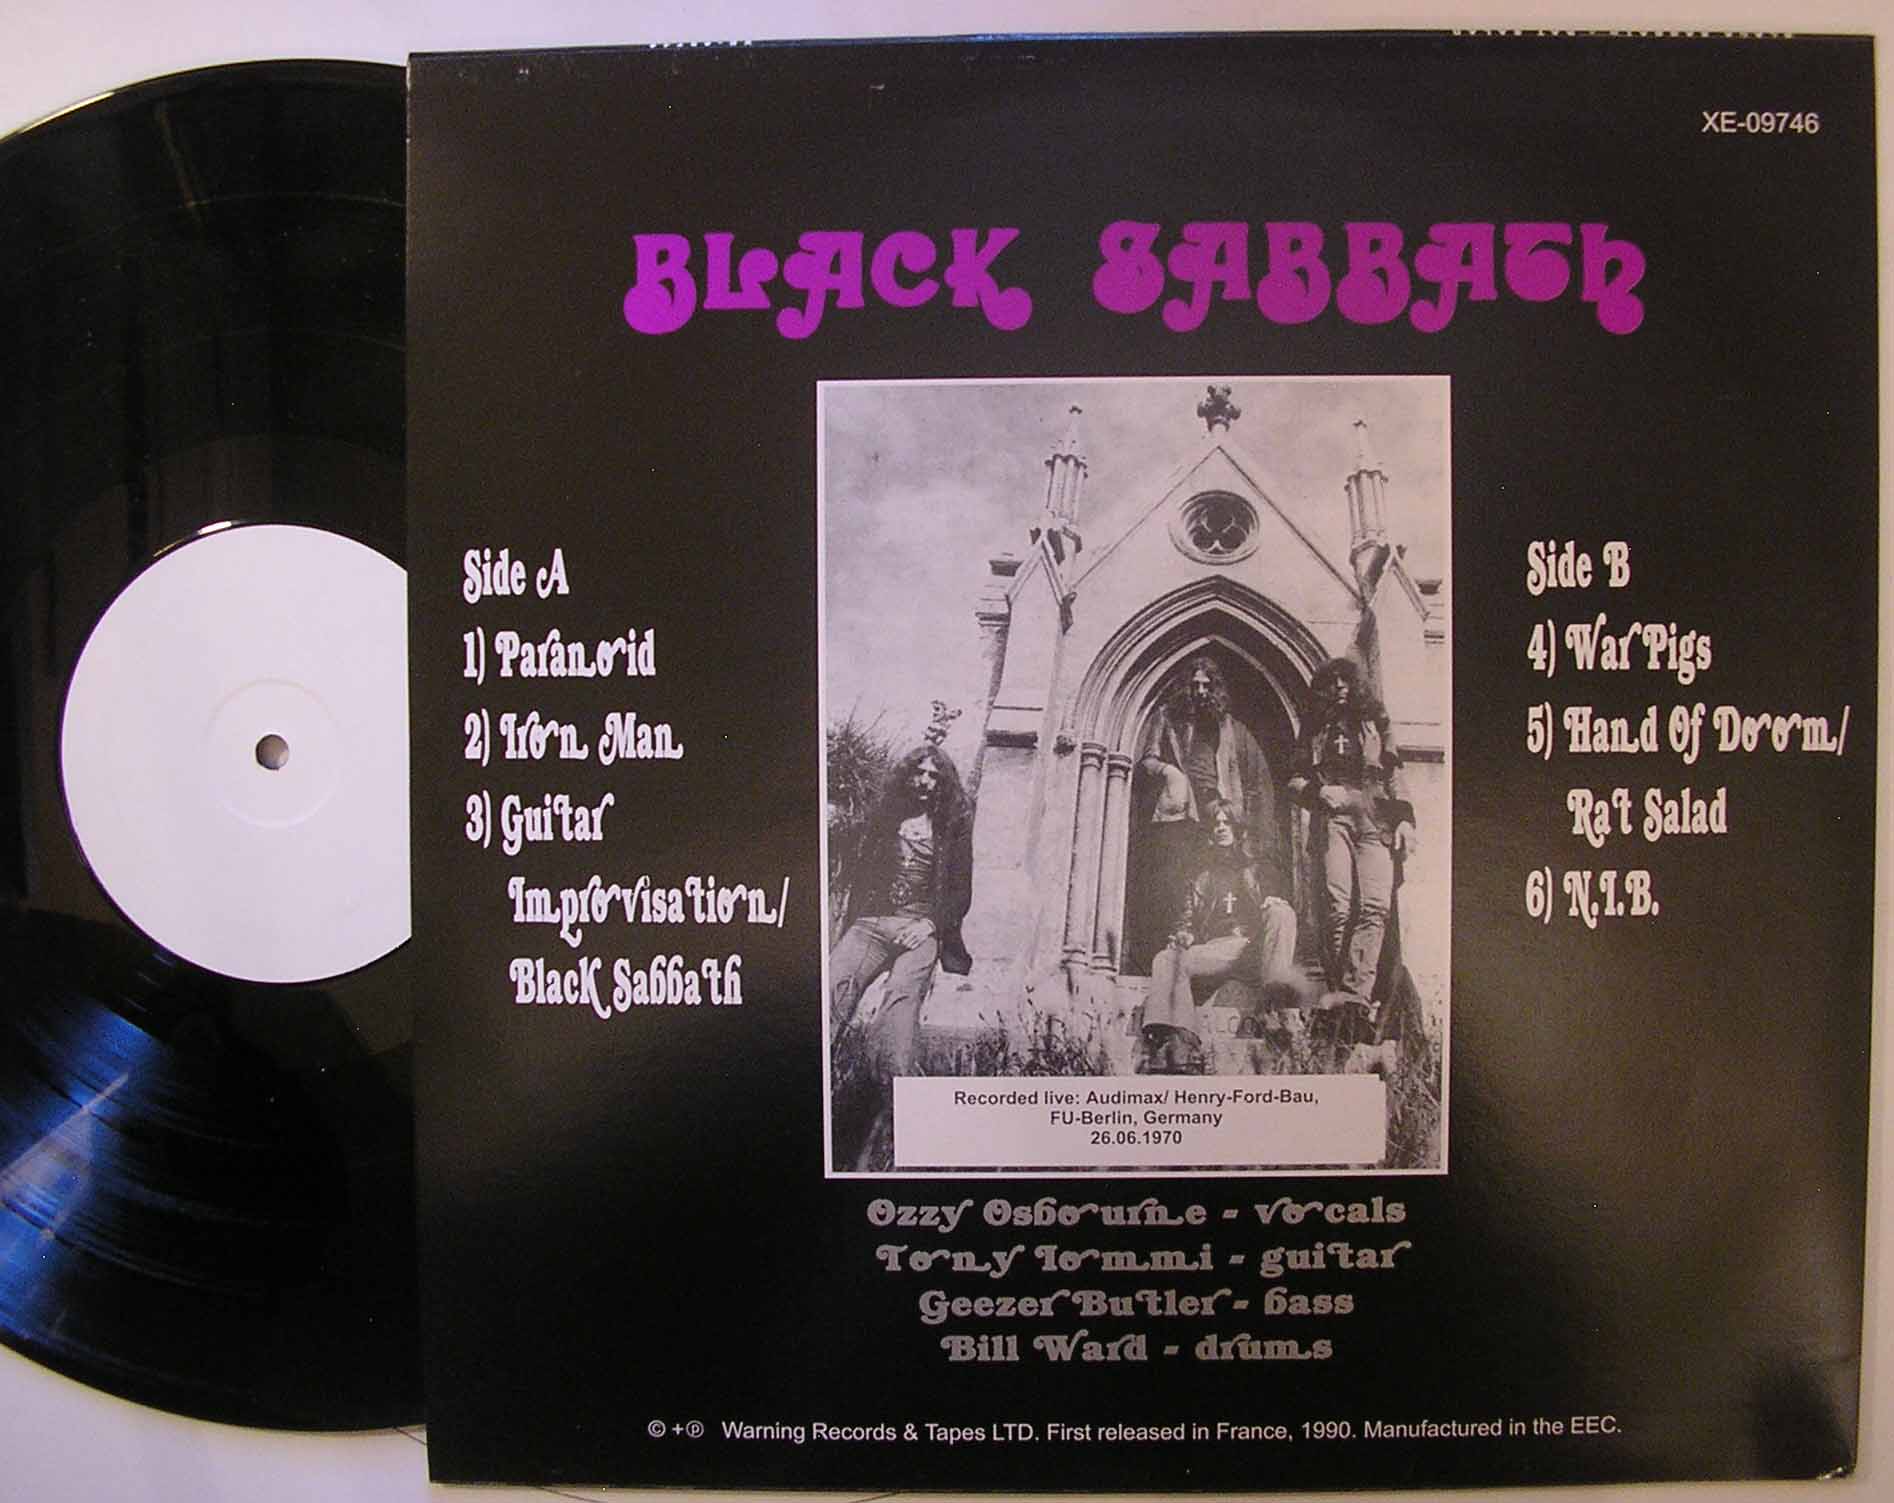 XE-09746
BLACK SABBATH
Side A
1) Paranoid
2) Iron Man
3) Guitar
Improvisation/
Black Sabbath
Side B
4) War Pigs
5) Hand Of Doom/
Rat Salad
6) N.I.B.
Recorded live: Audimax/ Henry-Ford-Bau,
FU-Berlin, Germany
26.06.1970
Ozzy Osbourne - vocals
Tony Iommi - guitar
Geezer Butler - bass
Bill Ward - drums
© + ℗ Warning Records & Tapes LTD. First released in France, 1990. Manufactured in the EEC.